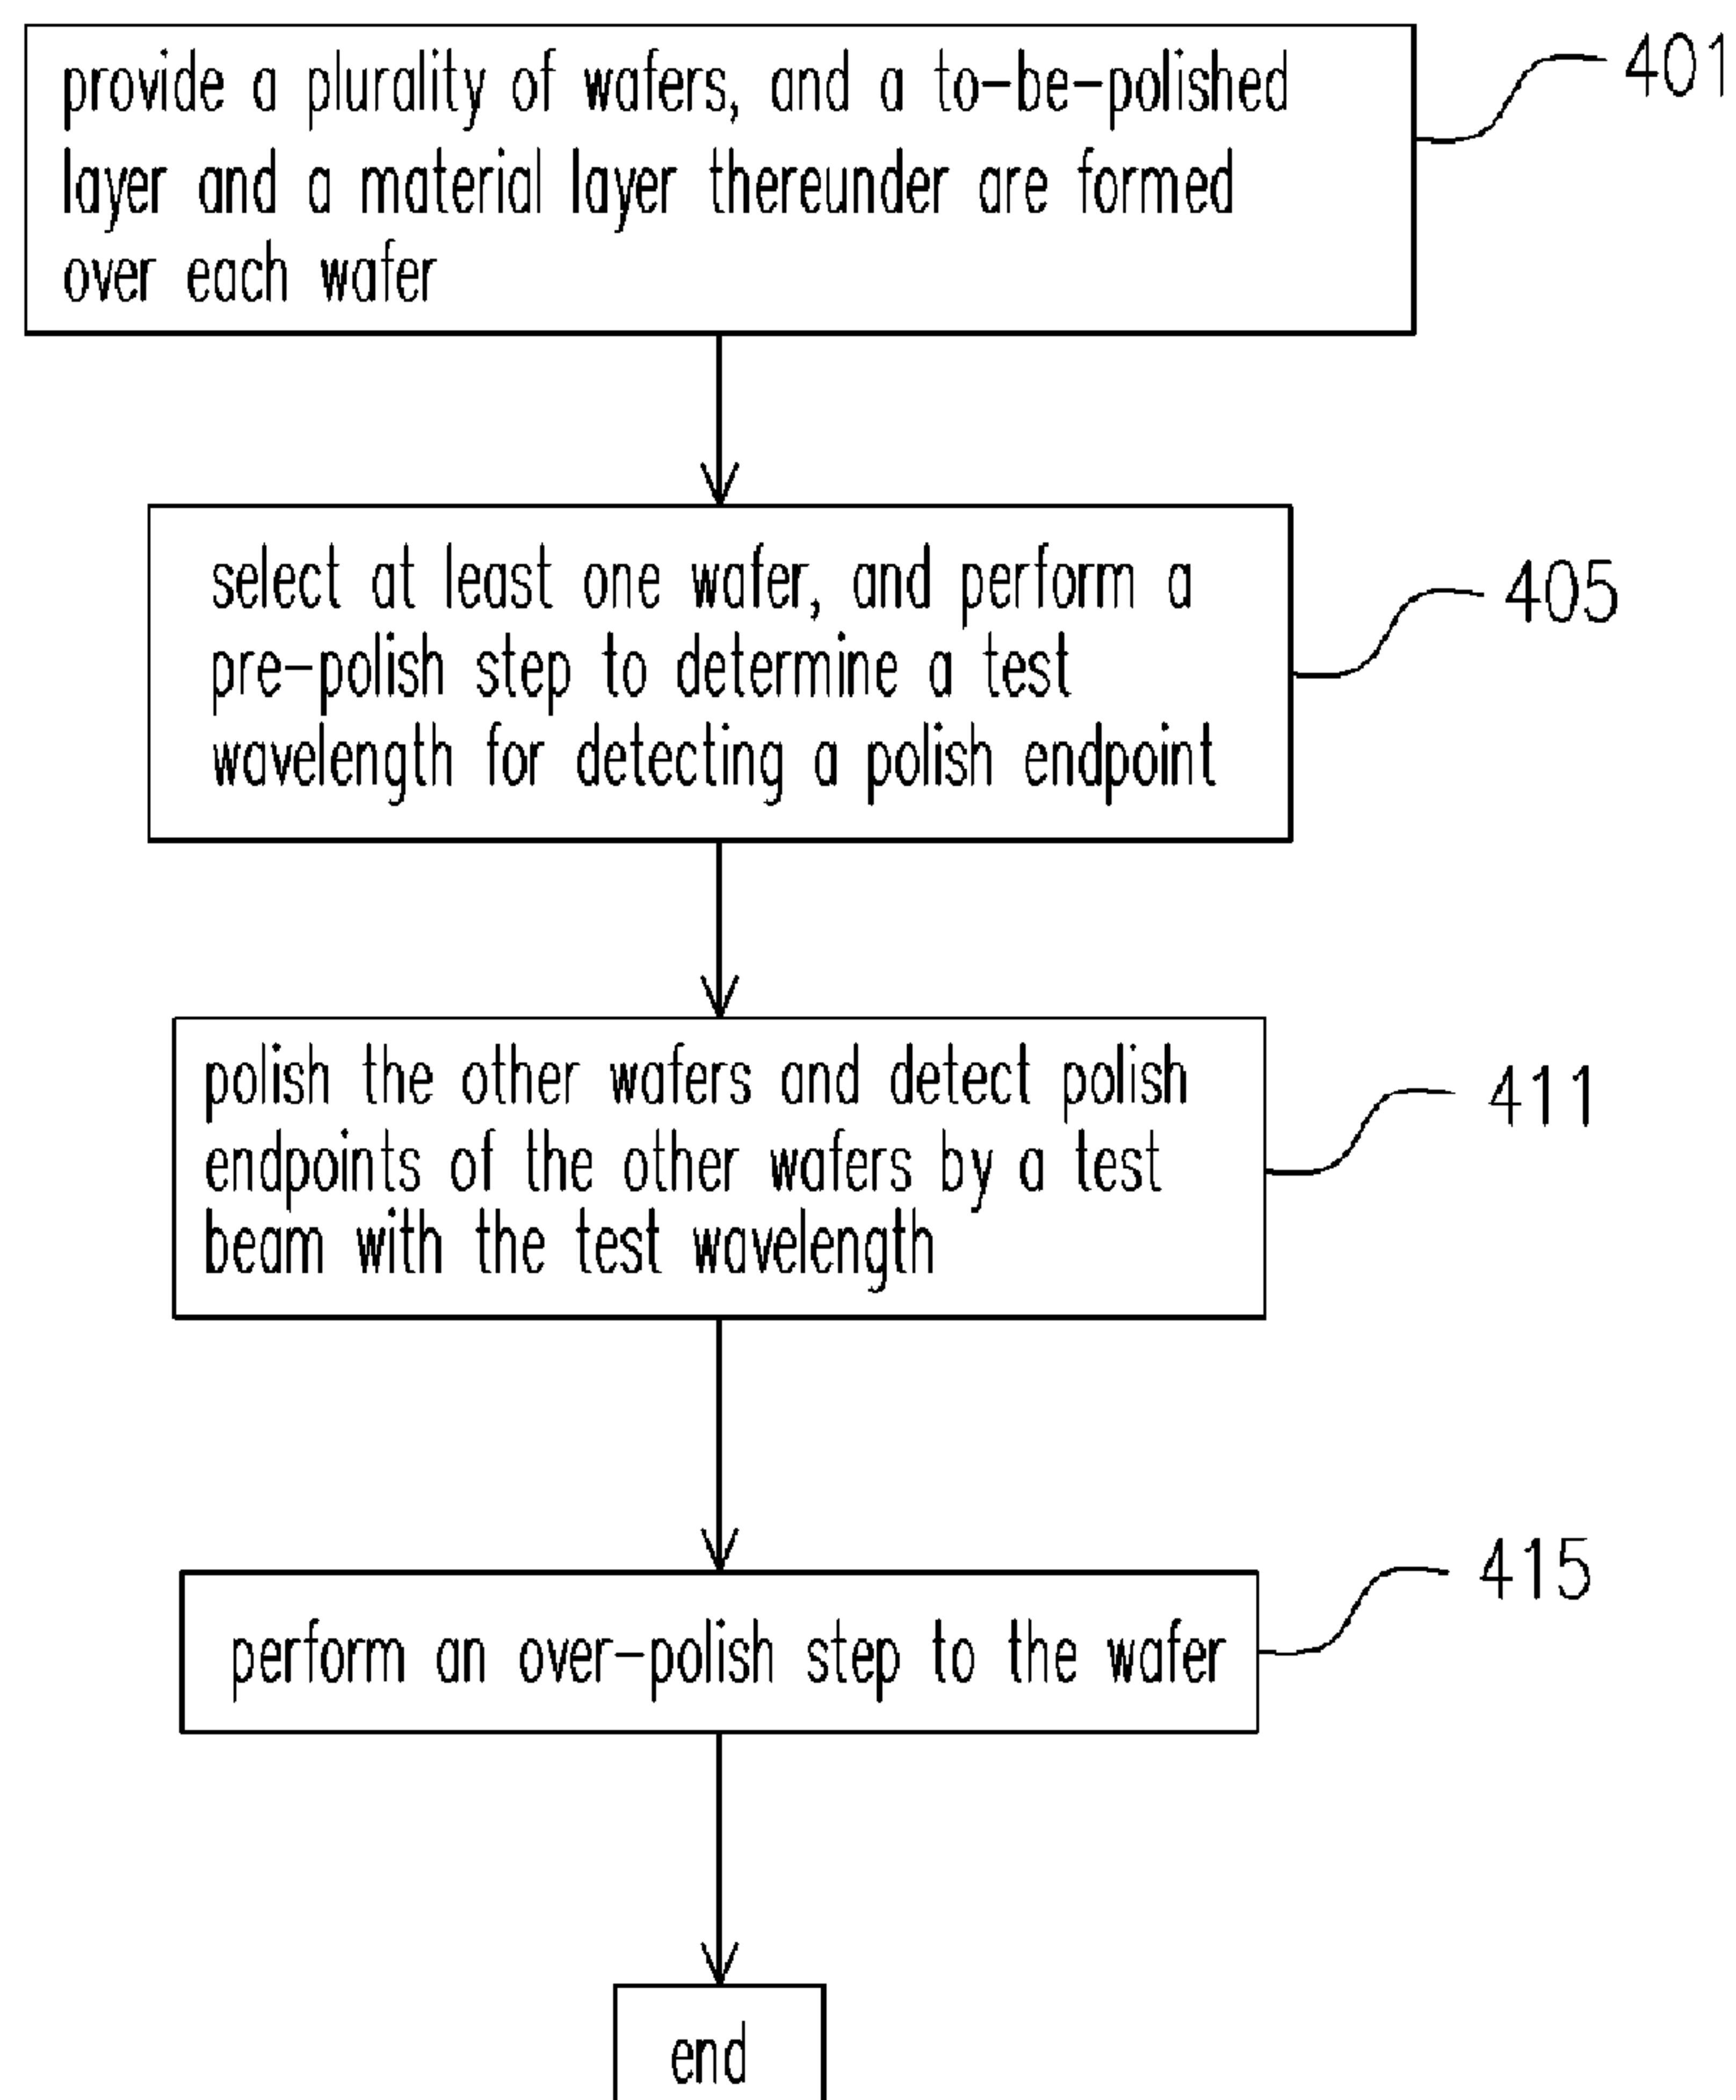 provide a plurality of wafers, and a to-be-polished
layer and a material layer thereunder are formed
over each wafer
401
select at least one wafer, and perform a
pre-polish step to determine a test
wavelength for detecting a polish endpoint
405
polish the other wafers and detect polish
endpoints of the other wafers by a test
beam with the test wavelength
411
perform an over-polish step to the wafer
415
end